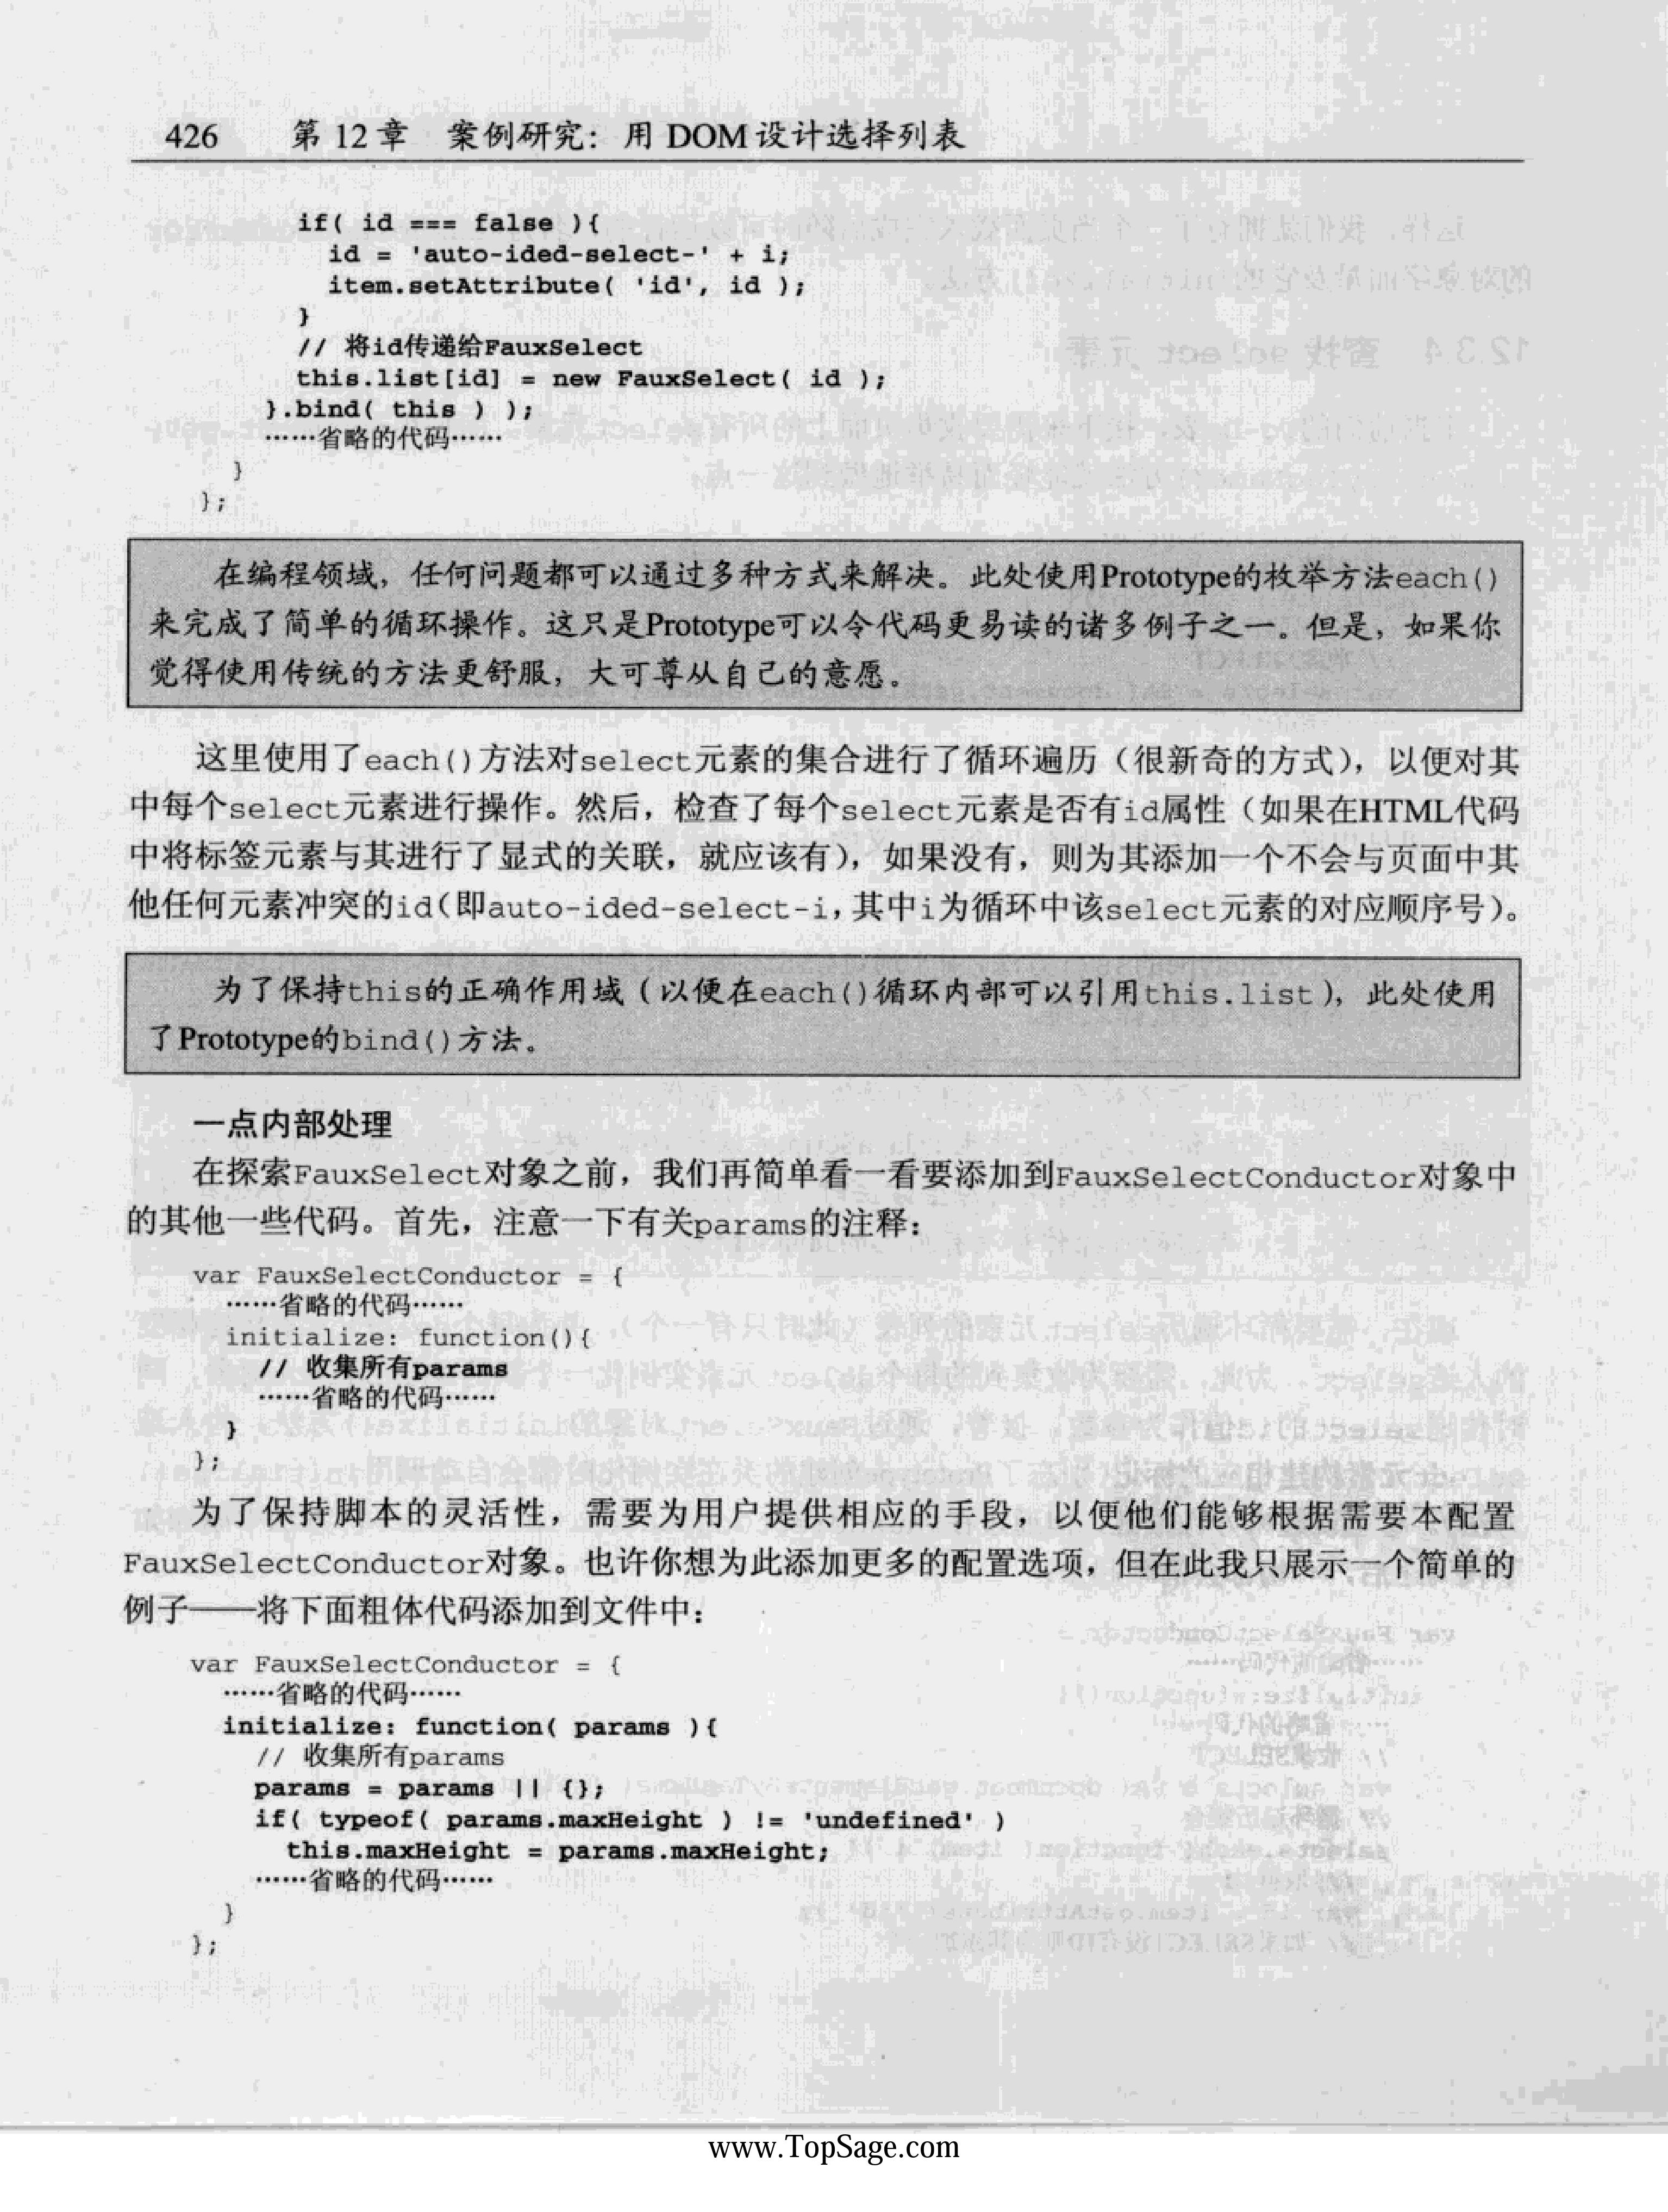 426 第 12 章 案例研究：用 DOM 设计选择列表
if( id === false ){
id = 'auto-ided-select-' + i;
item.setAttribute( 'id', id );
}
// 将id传递给FauxSelect
this.list[id] = new FauxSelect( id );
}.bind( this ) );
……省略的代码……
}
};
在编程领域，任何问题都可以通过多种方式来解决。此处使用Prototype的枚举方法each()
来完成了简单的循环操作。这只是Prototype可以令代码更易读的诸多例子之一。但是，如果你
觉得使用传统的方法更舒服，大可尊从自己的意愿。
这里使用了each()方法对select元素的集合进行了循环遍历（很新奇的方式），以便对其
中每个select元素进行操作。然后，检查了每个select元素是否有id属性（如果在HTML代码
中将标签元素与其进行了显式的关联，就应该有），如果没有，则为其添加一个不会与页面中其
他任何元素冲突的id（即auto-ided-select-i，其中i为循环中该select元素的对应顺序号）。
为了保持this的正确作用域（以便在each()循环内部可以引用this.list），此处使用
了Prototype的bind()方法。
一点内部处理
在探索FauxSelect对象之前，我们再简单看一看要添加到FauxSelectConductor对象中
的其他一些代码。首先，注意一下有关params的注释：
var FauxSelectConductor = {
……省略的代码……
initialize: function(){
// 收集所有params
……省略的代码……
}
};
为了保持脚本的灵活性，需要为用户提供相应的手段，以便他们能够根据需要本配置
FauxSelectConductor对象。也许你想为此添加更多的配置选项，但在此我只展示一个简单的
例子——将下面粗体代码添加到文件中：
var FauxSelectConductor = {
……省略的代码……
initialize: function( params ){
// 收集所有params
params = params || {};
if( typeof( params.maxHeight ) != 'undefined' )
this.maxHeight = params.maxHeight;
……省略的代码……
}
};
www.TopSage.com